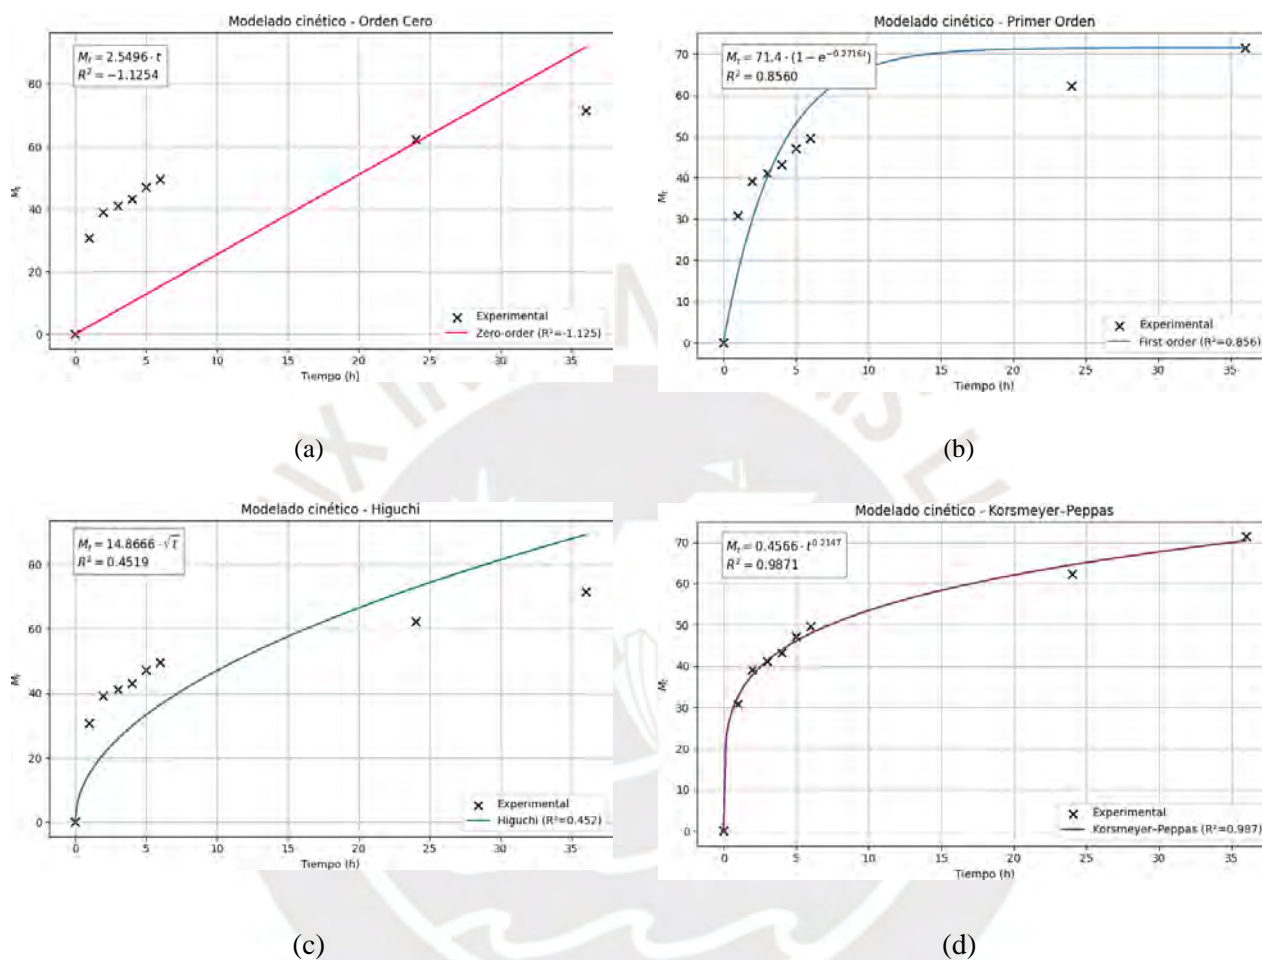 Modelado cinético - Orden Cero
M_t = 2.5496 · t
R² = −1.1254
80
60
40
20
0
M_t
0 5 10 15 20 25 30 35
Tiempo (h)
Experimental
Zero-order (R²=-1.125)
(a)
Modelado cinético - Primer Orden
M_t = 71.4 · (1 − e^{−0.2716t})
R² = 0.8560
70
60
50
40
30
20
10
0
M_t
0 5 10 15 20 25 30 35
Tiempo (h)
Experimental
First-order (R²=0.856)
(b)
Modelado cinético - Higuchi
M_t = 14.8666 · √t
R² = 0.4519
80
60
40
20
0
M_t
0 5 10 15 20 25 30 35
Tiempo (h)
Experimental
Higuchi (R²=0.452)
(c)
Modelado cinético - Korsmeyer–Peppas
M_t = 0.4566 · t^{0.2147}
R² = 0.9871
70
60
50
40
30
20
10
0
M_t
0 5 10 15 20 25 30 35
Tiempo (h)
Experimental
Korsmeyer–Peppas (R²=0.987)
(d)